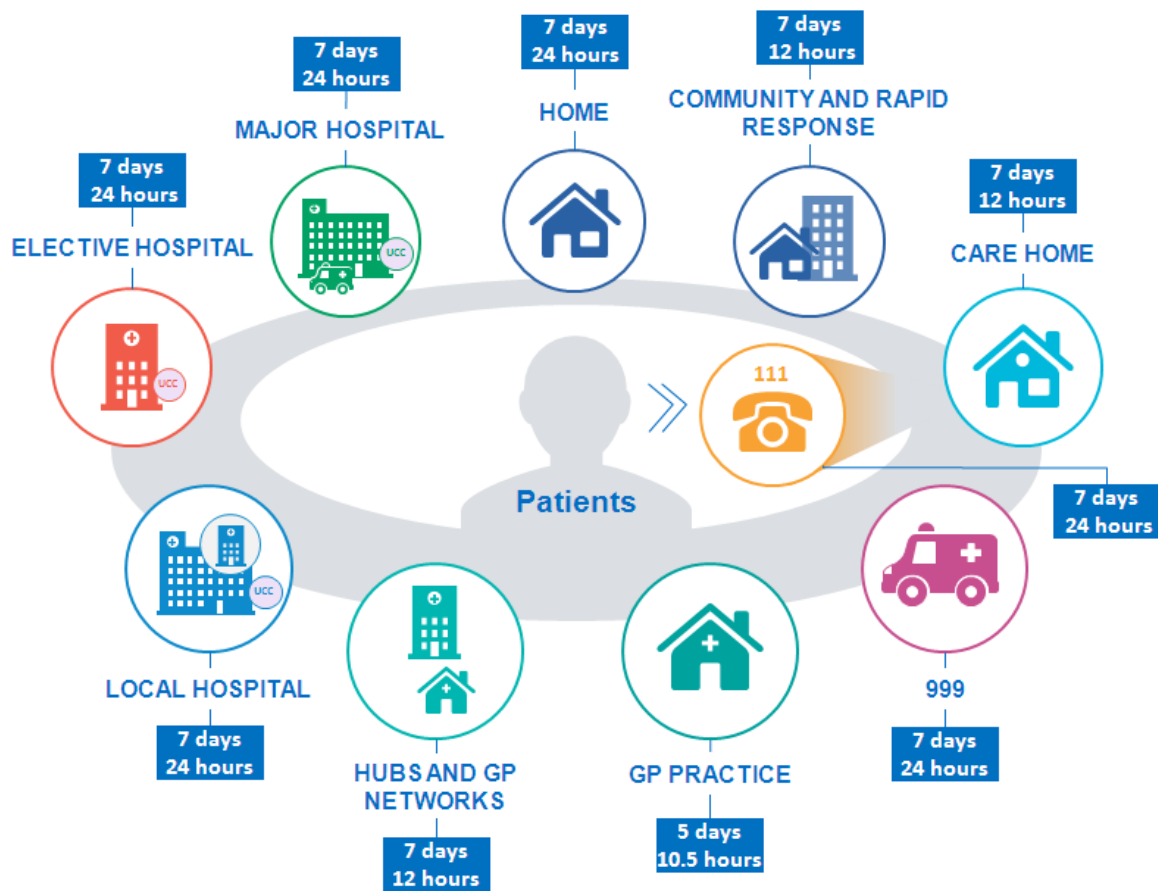 7 days
24 hours
MAJOR HOSPITAL
UCC
7 days
24 hours
HOME
7 days
12 hours
COMMUNITY AND RAPID
RESPONSE
7 days
24 hours
ELECTIVE HOSPITAL
UCC
7 days
12 hours
CARE HOME
111
7 days
24 hours
Patients
UCC
LOCAL HOSPITAL
7 days
24 hours
HUBS AND GP
NETWORKS
7 days
12 hours
GP PRACTICE
5 days
10.5 hours
999
7 days
24 hours